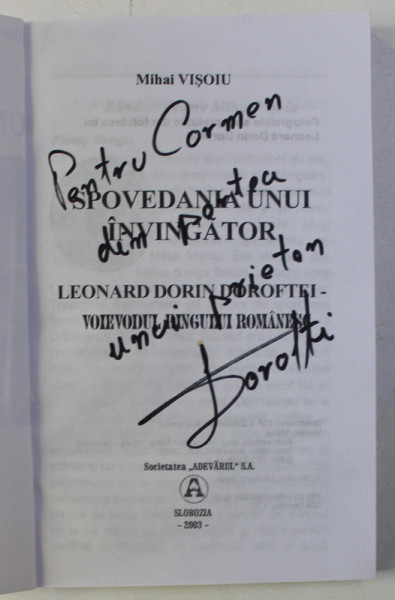 Mihai VIŞOIU
Pentru Carmen
SPOVEDANIA UNUI
din Partea
ÎNVINGĂTOR
unui Prieten
LEONARD DORIN DOROFTEI -
VOIEVODUL RINGULUI ROMÂNESC
Doroftei
Societatea „ADEVĂRUL” S.A.
A
SLOBOZIA
- 2003 -